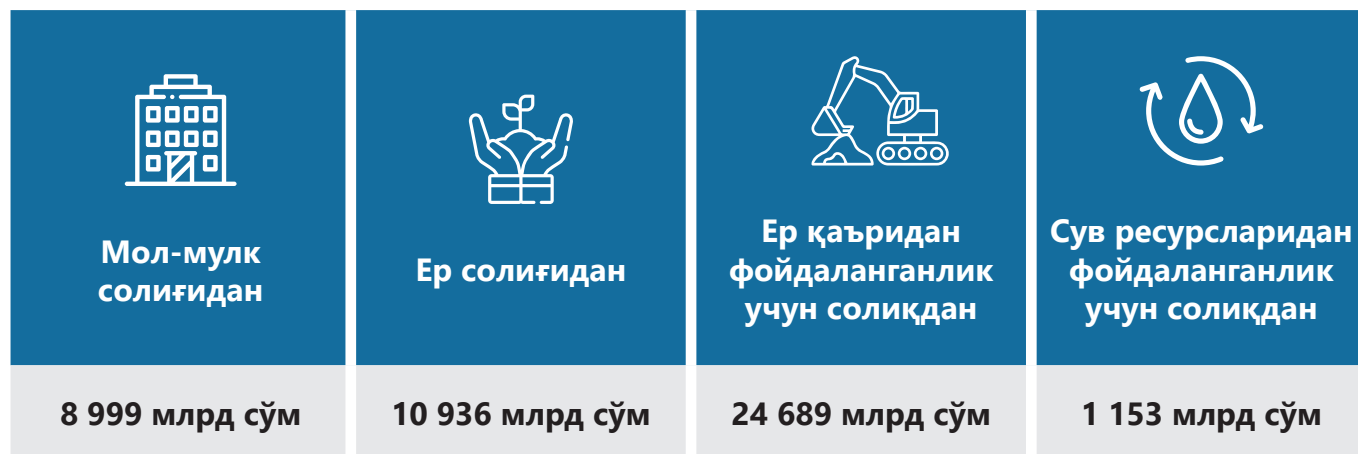 Мол-мулк
солиғидан
8 999 млрд сўм
Ер солиғидан
10 936 млрд сўм
Ер қаъридан
фойдаланганлик
учун солиқдан
24 689 млрд сўм
Сув ресурсларидан
фойдаланганлик
учун солиқдан
1 153 млрд сўм